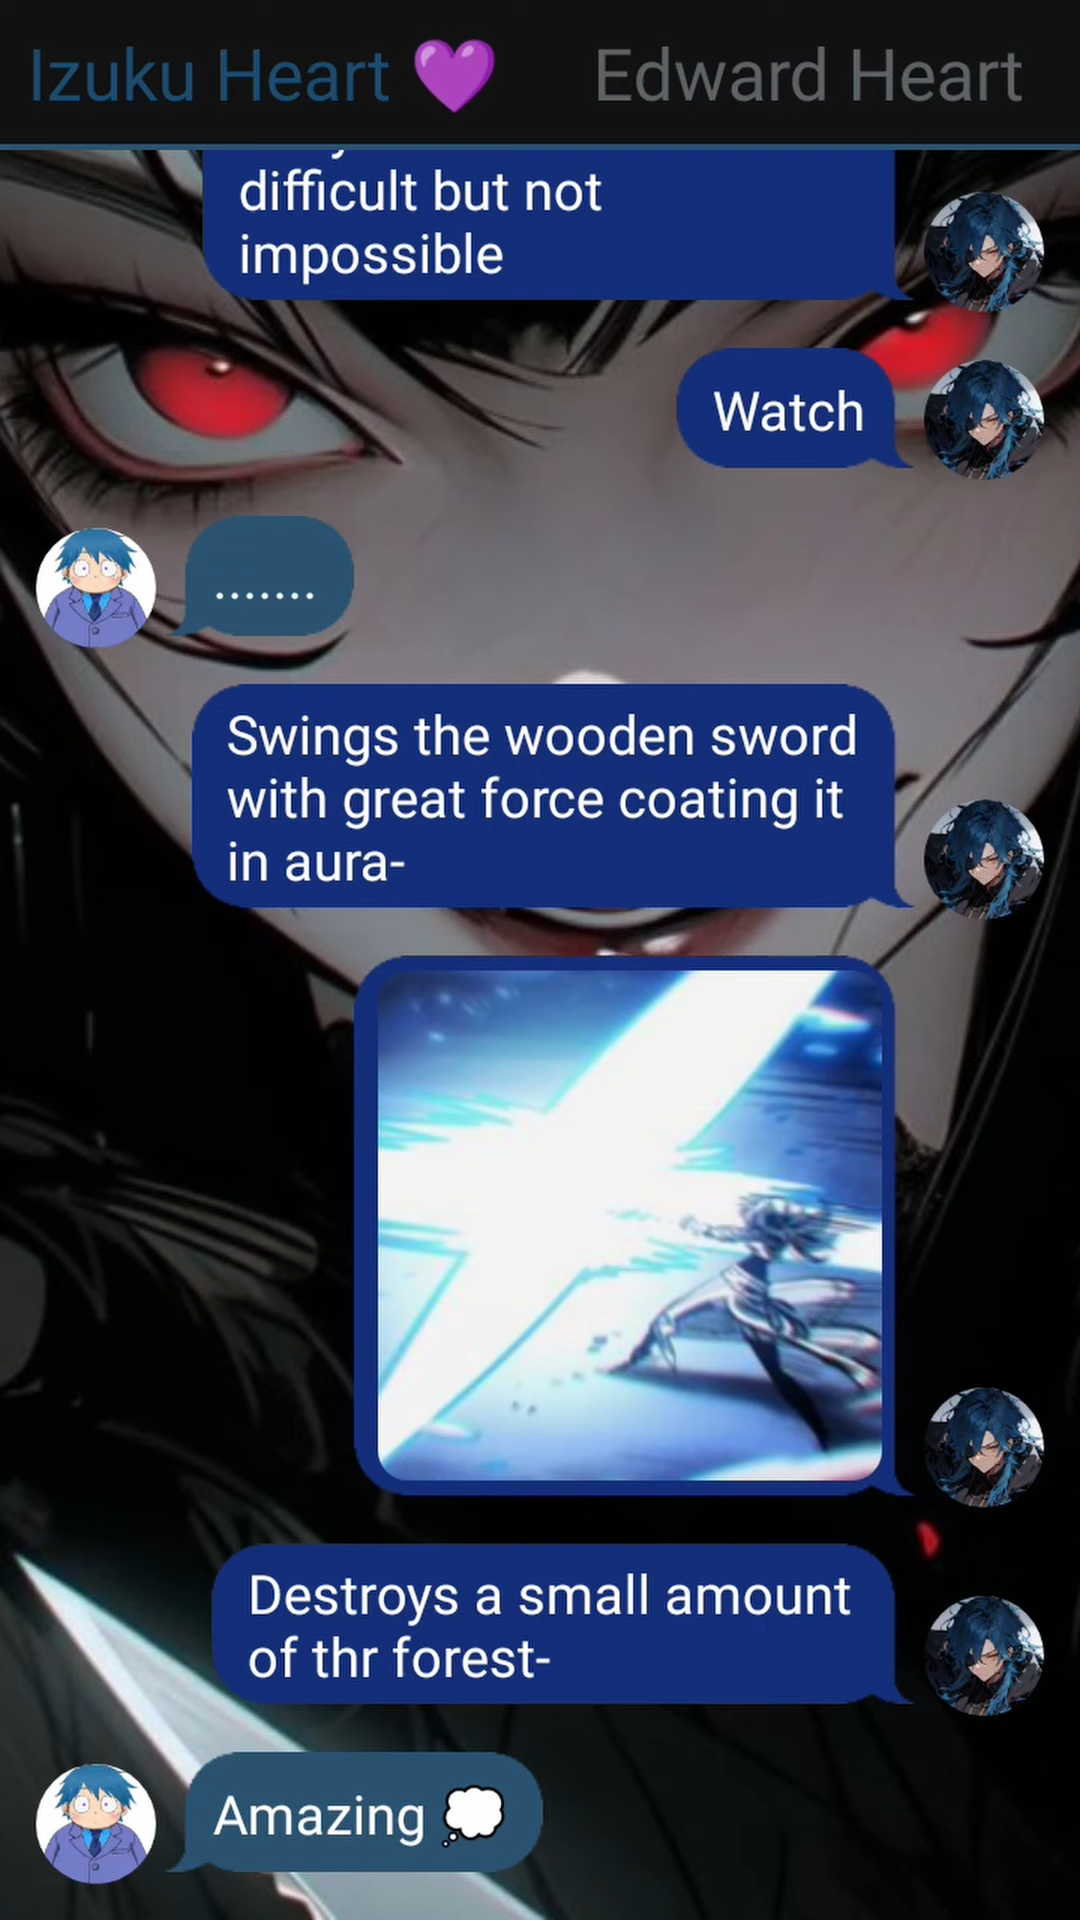 Izuku Heart 💜 Edward Heart
difficult but not
impossible
Watch
.......
Swings the wooden sword
with great force coating it
in aura-
Destroys a small amount
of thr forest-
Amazing 💭